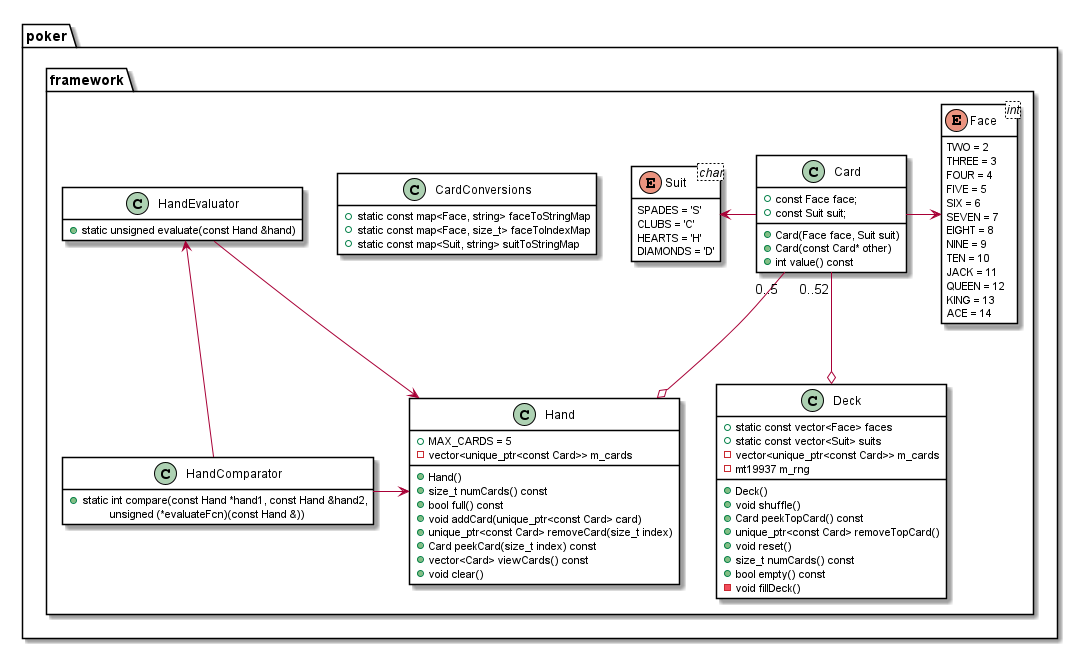 poker
framework
E Face int
TWO = 2
THREE = 3
FOUR = 4
FIVE = 5
SIX = 6
SEVEN = 7
EIGHT = 8
NINE = 9
TEN = 10
JACK = 11
QUEEN = 12
KING = 13
ACE = 14
C Card
const Face face;
const Suit suit;
Card(Face face, Suit suit)
Card(const Card* other)
int value() const
E Suit char
SPADES = 'S'
CLUBS = 'C'
HEARTS = 'H'
DIAMONDS = 'D'
C CardConversions
static const map<Face, string> faceToStringMap
static const map<Face, size_t> faceToIndexMap
static const map<Suit, string> suitToStringMap
C HandEvaluator
static unsigned evaluate(const Hand &hand)
0..5
0..52
C Hand
MAX_CARDS = 5
vector<unique_ptr<const Card>> m_cards
Hand()
size_t numCards() const
bool full() const
void addCard(unique_ptr<const Card> card)
unique_ptr<const Card> removeCard(size_t index)
Card peekCard(size_t index) const
vector<Card> viewCards() const
void clear()
C Deck
static const vector<Face> faces
static const vector<Suit> suits
vector<unique_ptr<const Card>> m_cards
mt19937 m_rng
Deck()
void shuffle()
Card peekTopCard() const
unique_ptr<const Card> removeTopCard()
void reset()
size_t numCards() const
bool empty() const
void fillDeck()
C HandComparator
static int compare(const Hand *hand1, const Hand &hand2,
unsigned (*evaluateFcn)(const Hand &))